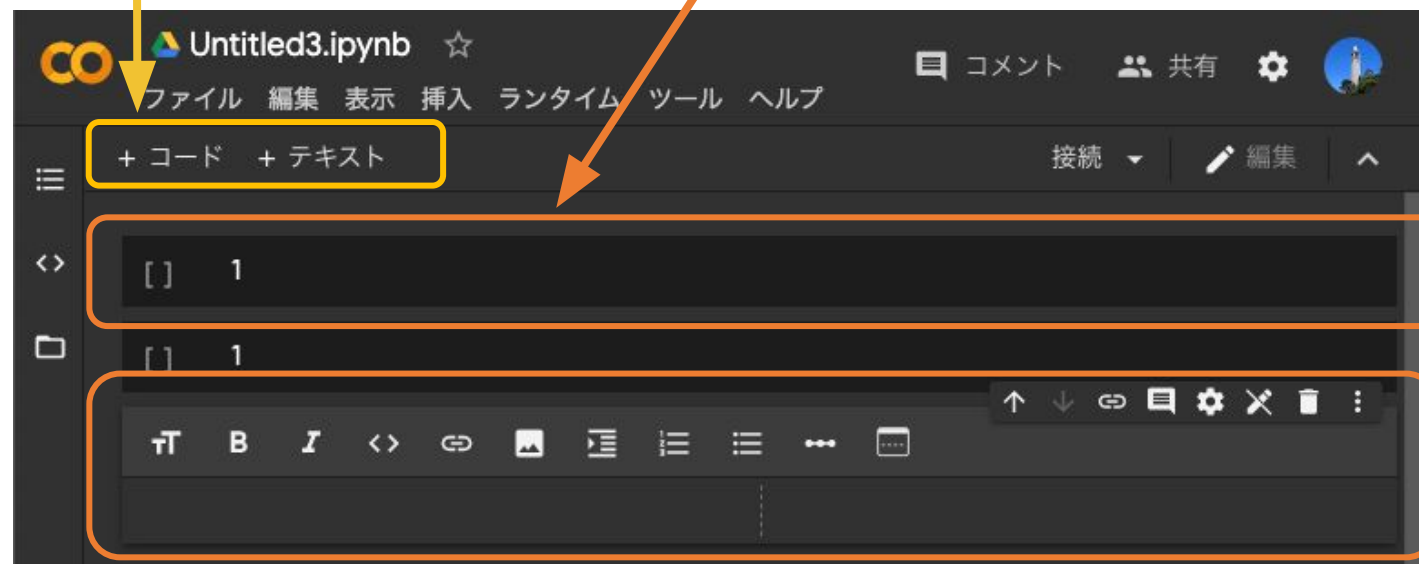 Untitled3.ipynb
コメント 共有
ファイル 編集 表示 挿入 ランタイム ツール ヘルプ
+ コード + テキスト 接続 編集
[ ] 1
[ ] 1